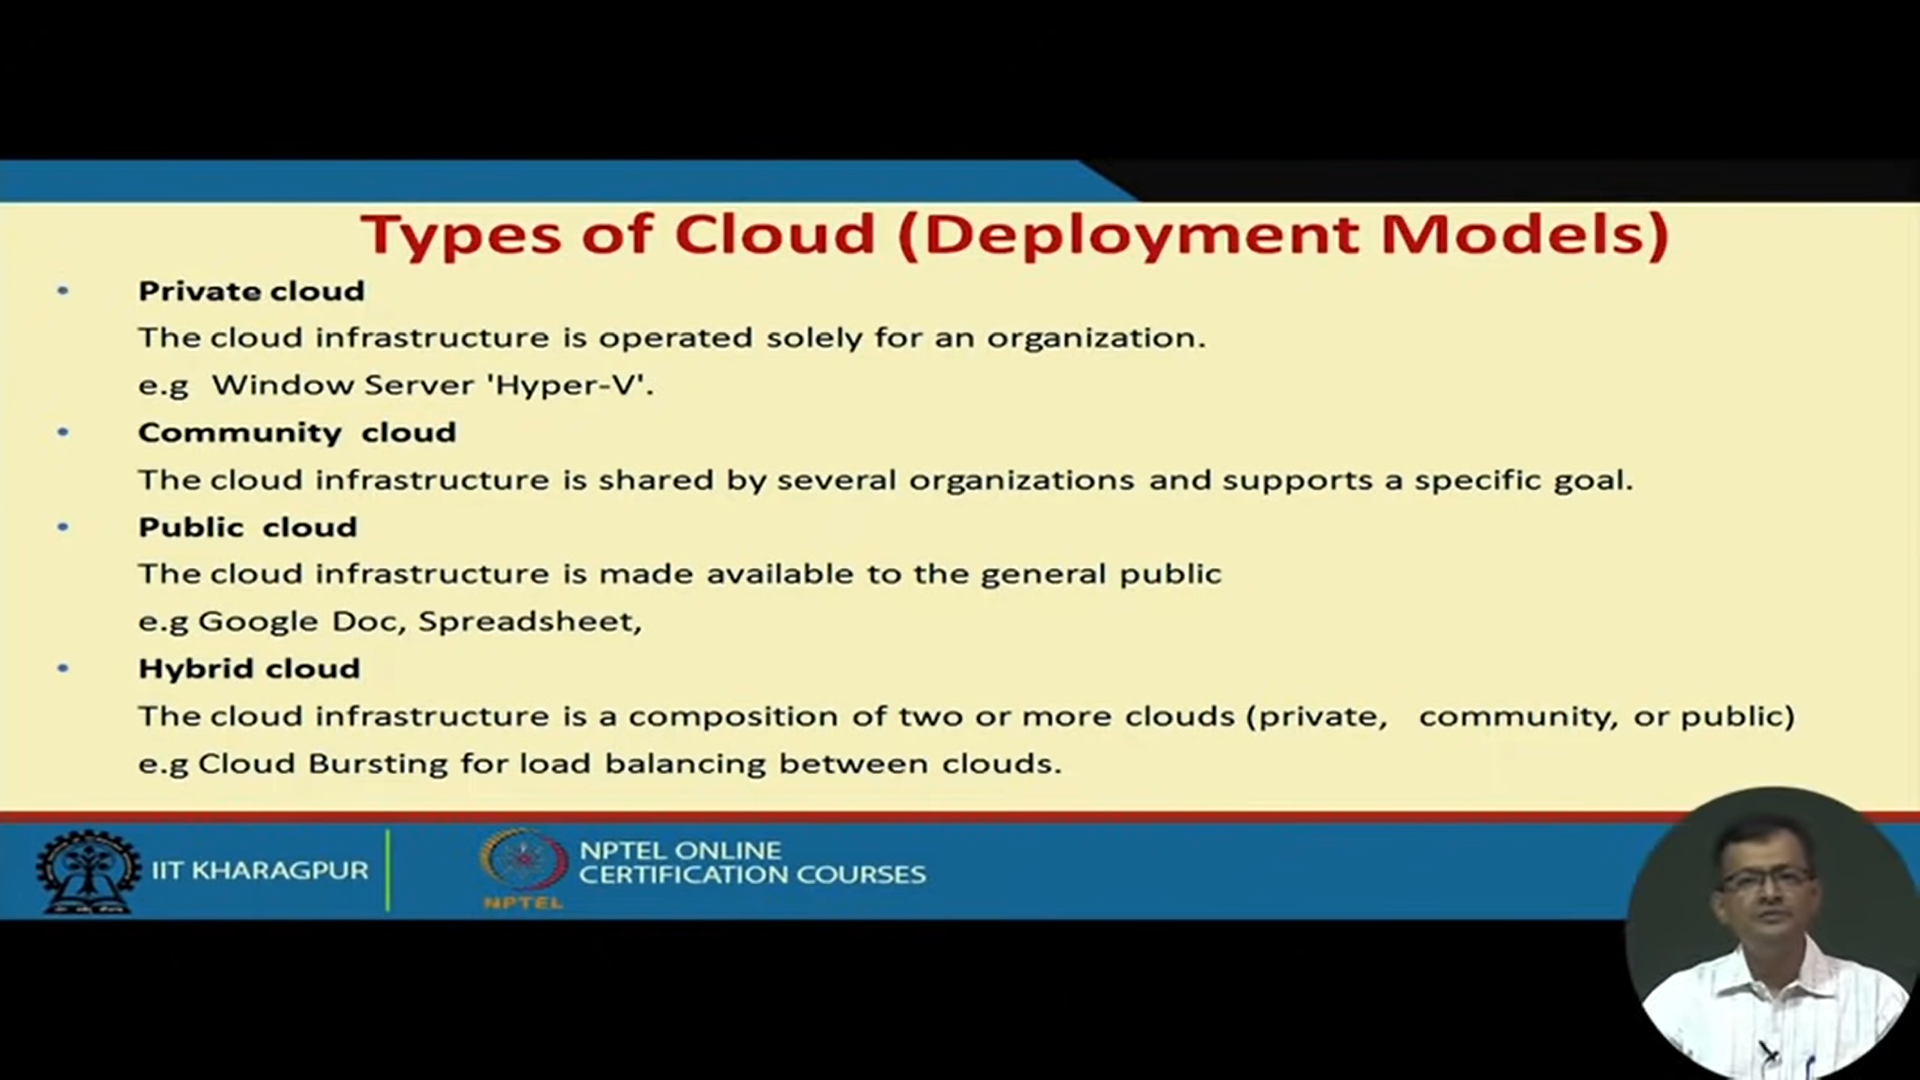 Types of Cloud (Deployment Models)
• Private cloud
The cloud infrastructure is operated solely for an organization.
e.g Window Server 'Hyper-V'.
• Community cloud
The cloud infrastructure is shared by several organizations and supports a specific goal.
• Public cloud
The cloud infrastructure is made available to the general public
e.g Google Doc, Spreadsheet,
• Hybrid cloud
The cloud infrastructure is a composition of two or more clouds (private, community, or public)
e.g Cloud Bursting for load balancing between clouds.
IIT KHARAGPUR
NPTEL
NPTEL ONLINE
CERTIFICATION COURSES